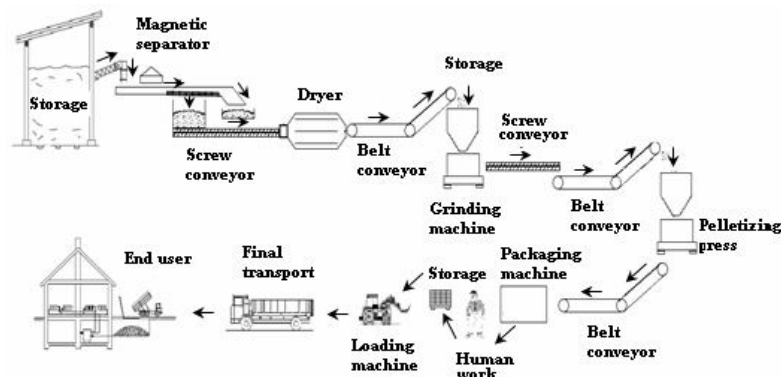 Magnetic
separator
Storage
Storage
Dryer
Screw
conveyor
Screw
conveyor
Belt
conveyor
Grinding
machine
Belt
conveyor
Pelletizing
press
End user
Final
transport
Storage
Packaging
machine
Loading
machine
Human
work
Belt
conveyor